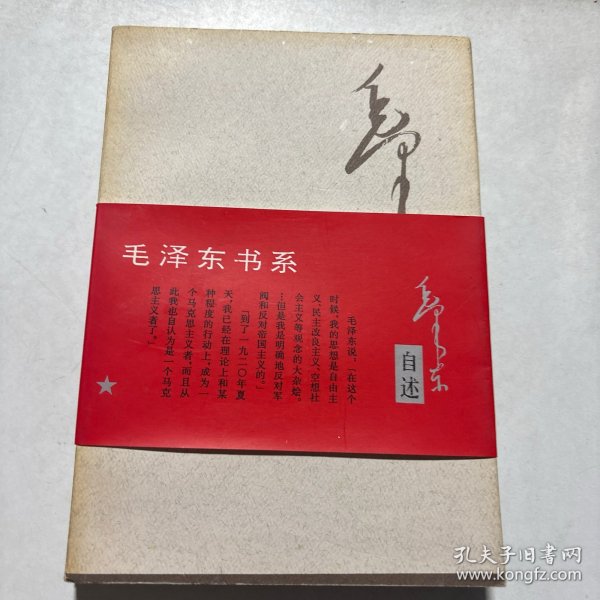 毛泽
毛泽东书系
毛泽东
自述
毛泽东说，「在这个
时候，我的思想是自由主
义、民主改良主义、空想社
会主义等观念的大杂烩。
…但是我是明确地反对军
阀和反对帝国主义的。」
「到了一九二〇年夏
天，我已经在理论上和某
种程度的行动上，成为一
个马克思主义者，而且从
此我也自认为是一个马克
思主义者了。」
孔夫子旧书网
www.kongfz.com